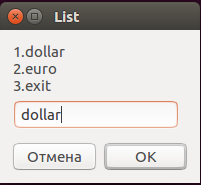 List
1.dollar
2.euro
3.exit
dollar
Отмена
OK